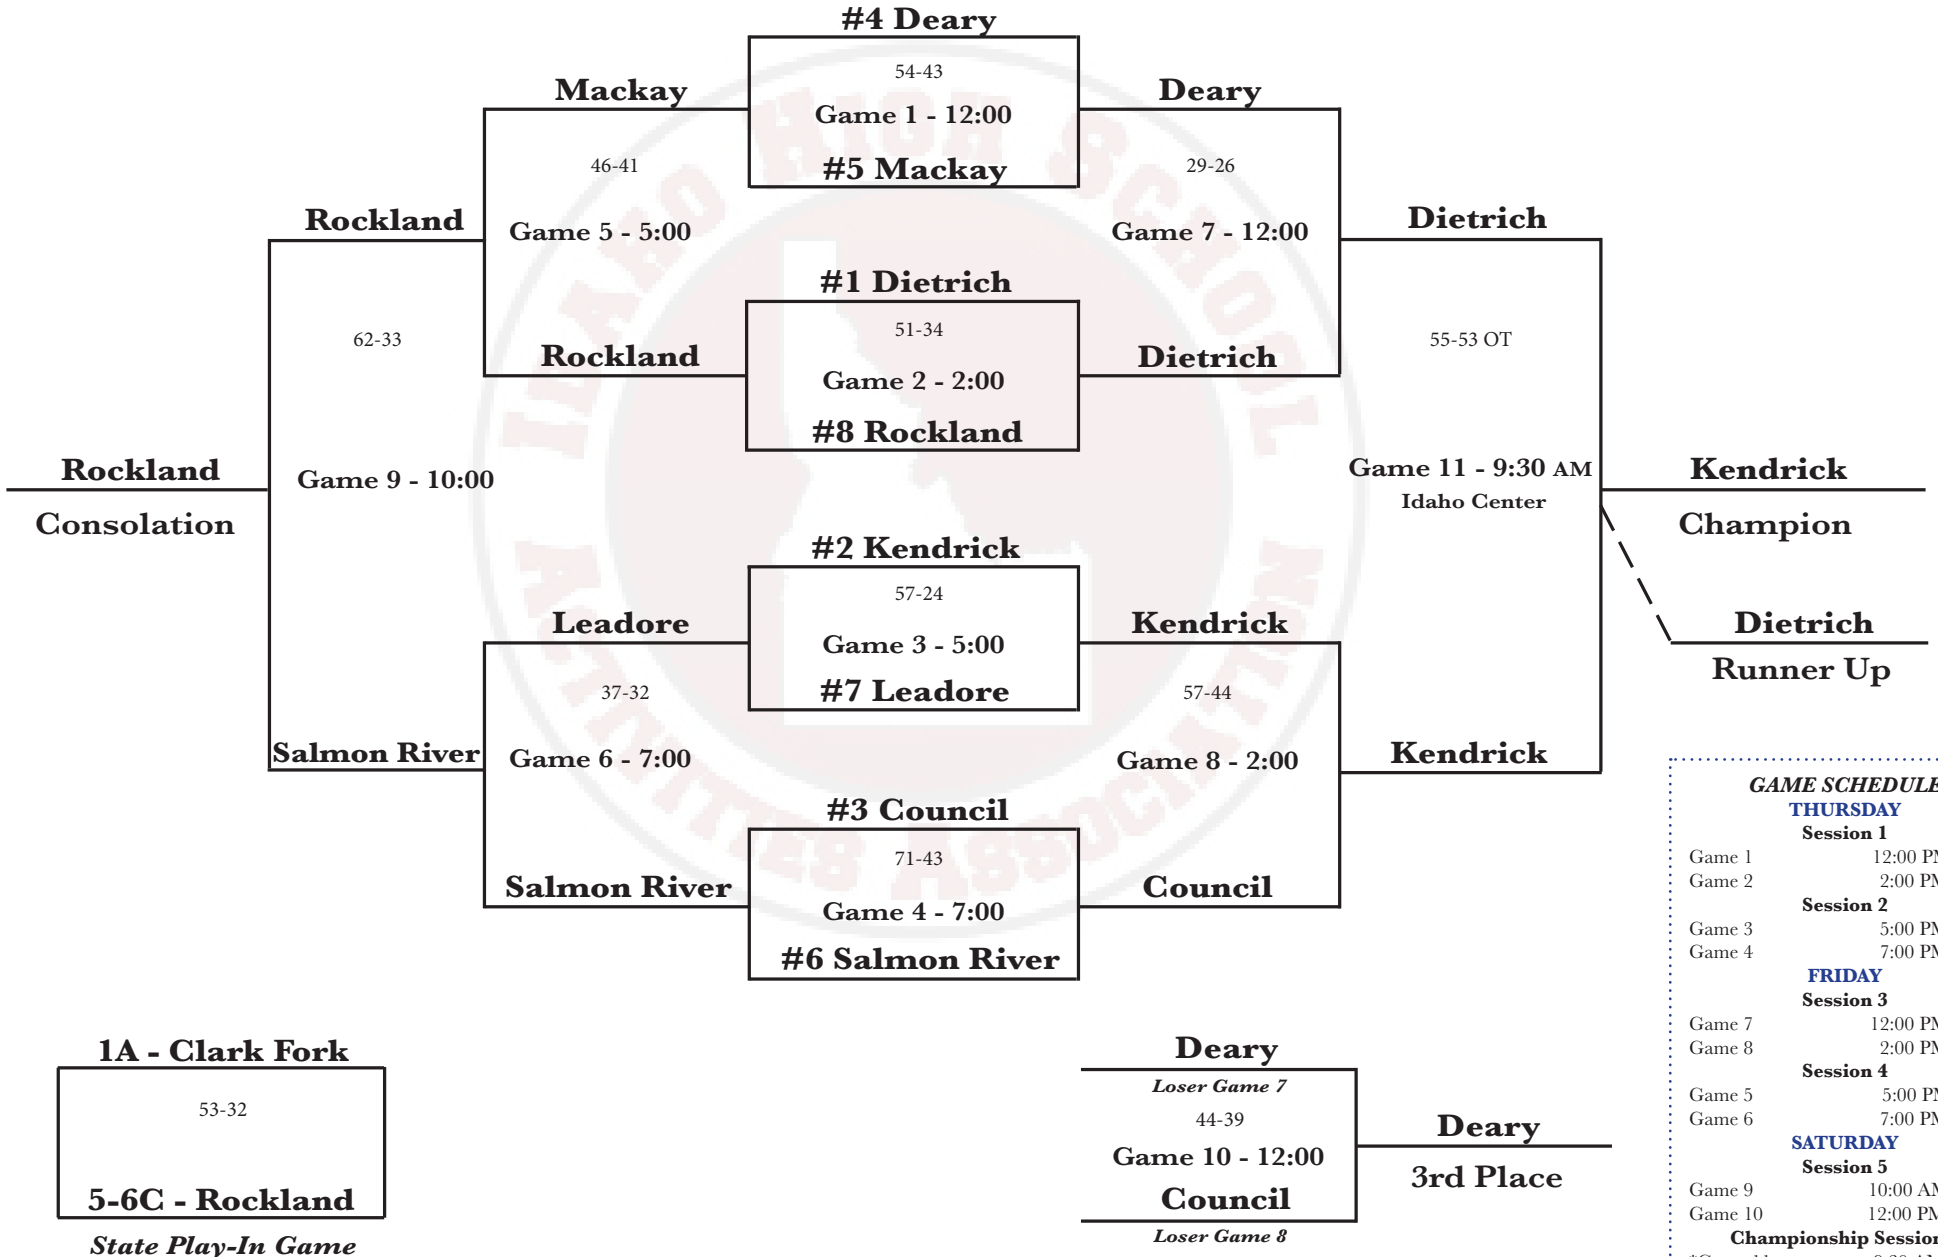 #4 Deary
54-43
Game 1 - 12:00
#5 Mackay
Mackay
46-41
Game 5 - 5:00
Rockland
Deary
29-26
Game 7 - 12:00
Dietrich
#1 Dietrich
51-34
Game 2 - 2:00
#8 Rockland
Rockland
62-33
Game 9 - 10:00
Salmon River
Rockland
Consolation
Dietrich
55-53 OT
Game 11 - 9:30 AM
Idaho Center
Kendrick
Kendrick
Champion
Dietrich
Runner Up
#2 Kendrick
57-24
Game 3 - 5:00
#7 Leadore
Leadore
37-32
Game 6 - 7:00
Salmon River
Kendrick
57-44
Game 8 - 2:00
Council
#3 Council
71-43
Game 4 - 7:00
#6 Salmon River
1A - Clark Fork
53-32
5-6C - Rockland
State Play-In Game
Deary
Loser Game 7
44-39
Game 10 - 12:00
Council
Loser Game 8
Deary
3rd Place
GAME SCHEDULE
THURSDAY
Session 1
Game 1 12:00 PM
Game 2 2:00 PM
Session 2
Game 3 5:00 PM
Game 4 7:00 PM
FRIDAY
Session 3
Game 7 12:00 PM
Game 8 2:00 PM
Session 4
Game 5 5:00 PM
Game 6 7:00 PM
SATURDAY
Session 5
Game 9 10:00 AM
Game 10 12:00 PM
Championship Session
IDAHO HIGH SCHOOL
ACTIVITIES ASSOCIATION